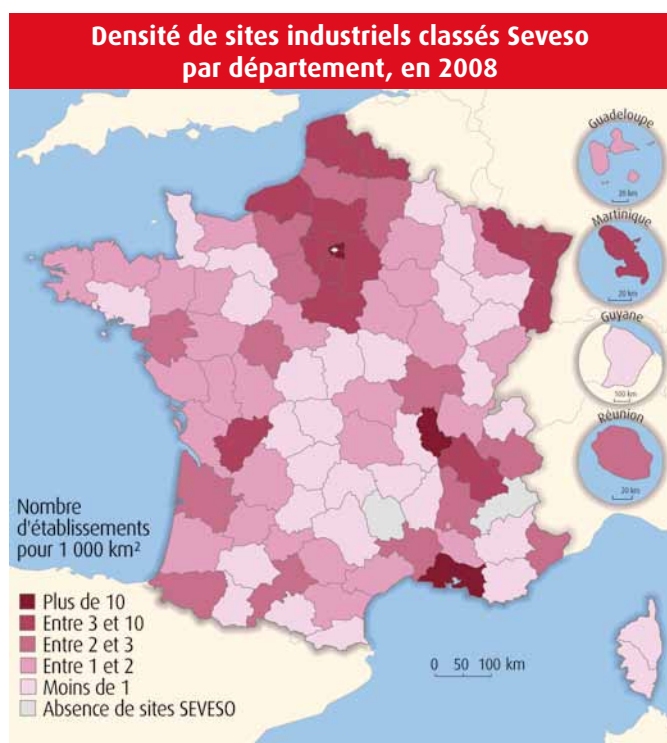 Densité de sites industriels classés Seveso
par département, en 2008
Guadeloupe
20 km
Martinique
20 km
Guyane
100 km
Réunion
20 km
Nombre
d'établissements
pour 1 000 km²
Plus de 10
Entre 3 et 10
Entre 2 et 3
Entre 1 et 2
Moins de 1
Absence de sites SEVESO
0 50 100 km